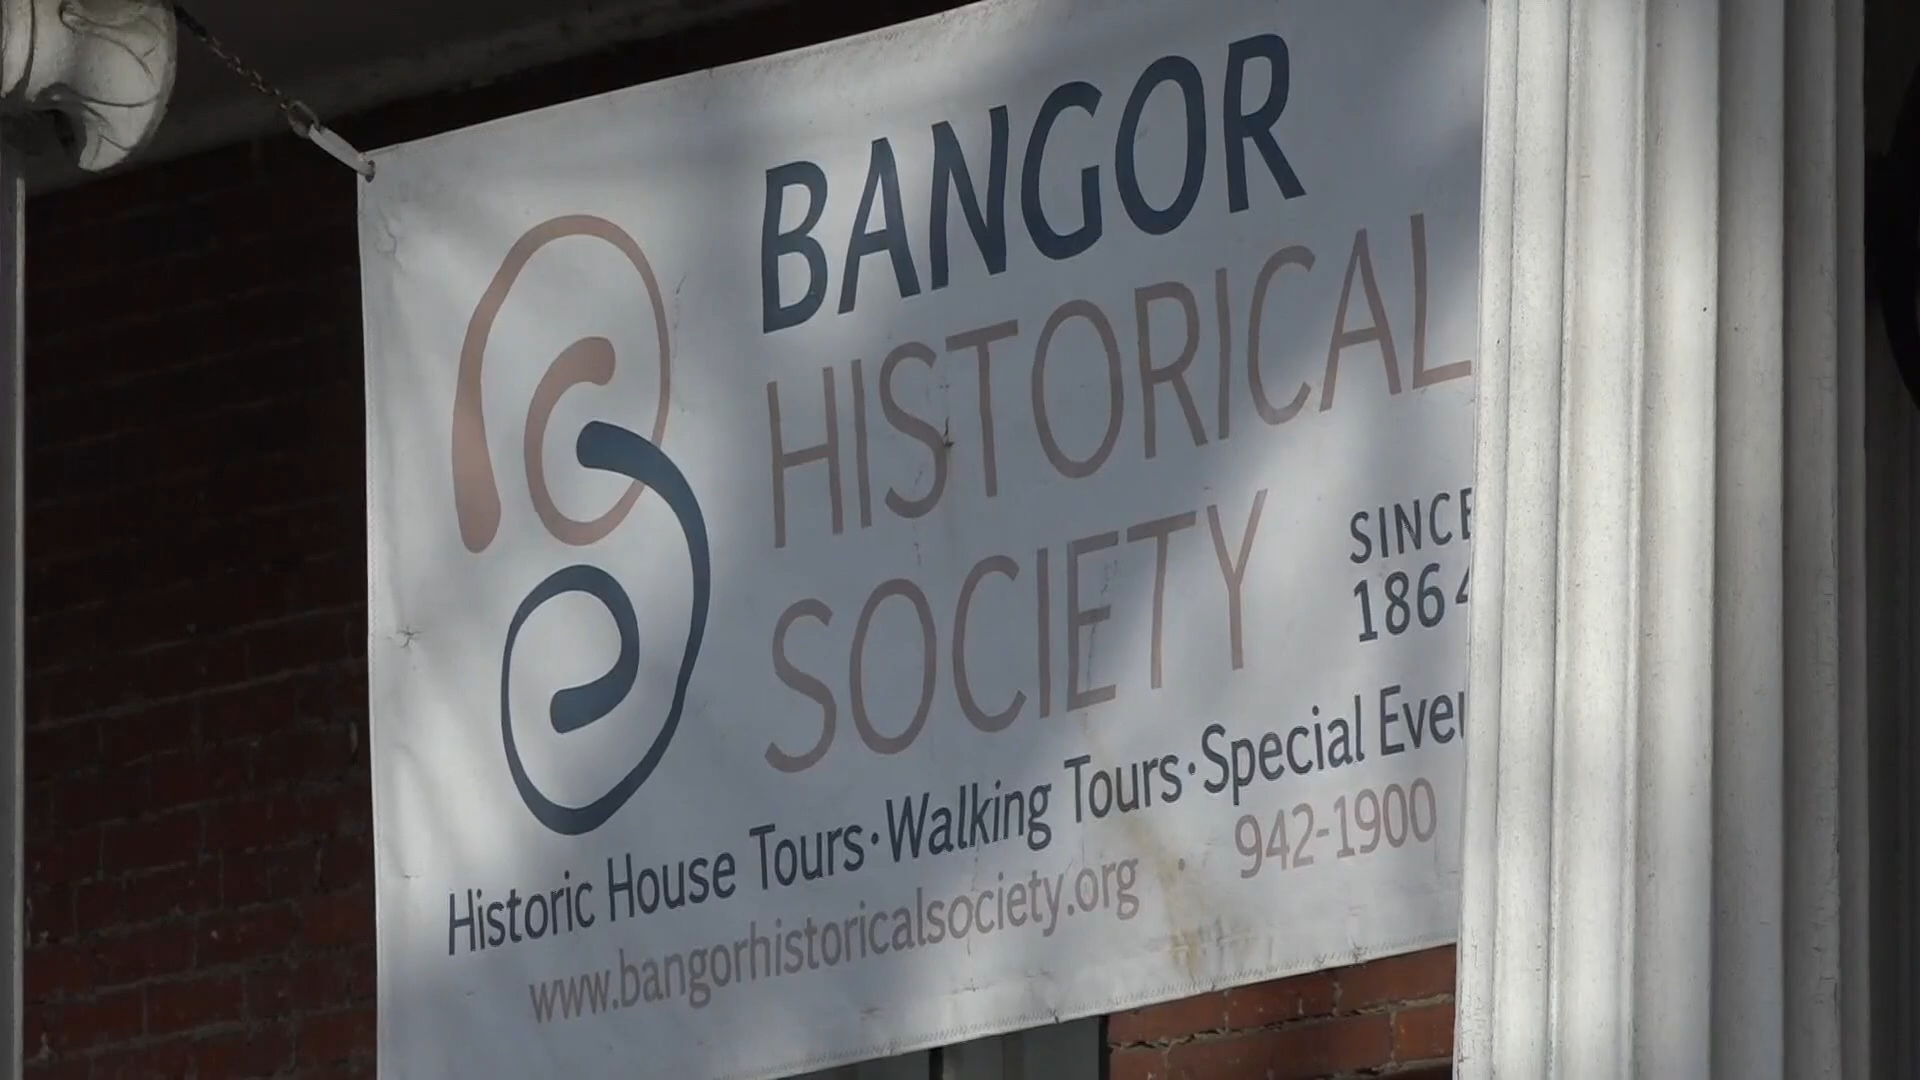 BANGOR
HISTORICAL
SOCIETY
SINCE
1864
Historic House Tours · Walking Tours · Special Even
www.bangorhistoricalsociety.org · 942-1900